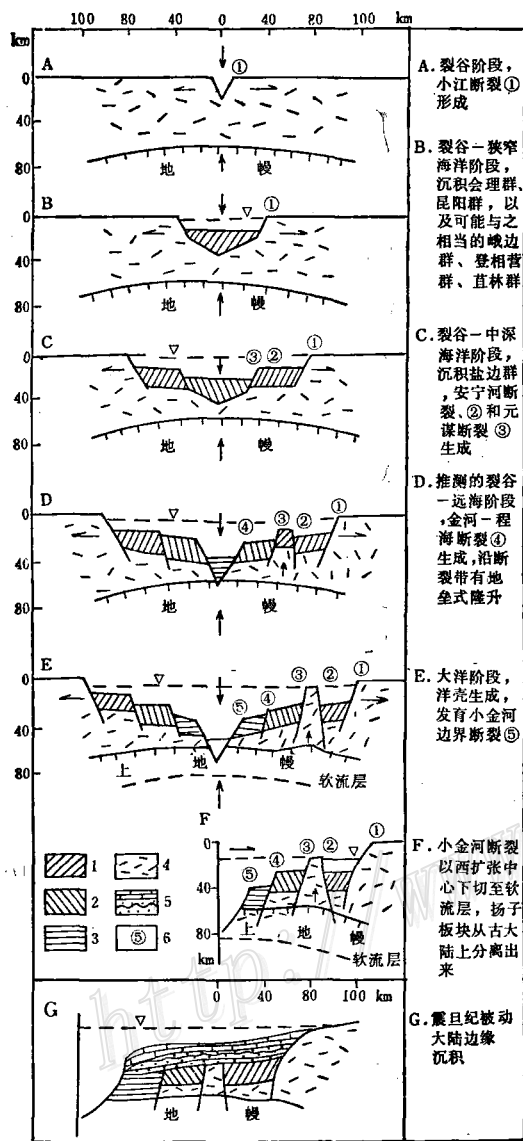 100 40 0 40 80 100
km km
A ①
0
40
80
地 幔
A. 裂谷阶段,
小江断裂①
形成
B ①
0
40
80
地 幔
B. 裂谷—狭窄
海洋阶段,
沉积会理群、
昆阳群, 以
及可能与之
相当的峨边
群、登相营
群、苴林群
C ③ ② ①
0
40
80
地 幔
C. 裂谷—中深
海洋阶段,
沉积盐边群
, 安宁河断
裂、②和元
谋断裂③
生成
D ④ ③ ② ①
0
40
80
地 幔
D. 推测的裂谷
—远海阶段
, 金河—程
海断裂④
生成, 沿断
裂带有地
垒式隆升
E ⑤ ④ ③ ② ①
0
40
80
上 地 幔
软流层
E. 大洋阶段,
洋壳生成,
发育小金河
边界断裂⑤
F ⑤ ④ ③ ② ①
0
40
80
km
上 地 幔
软流层
F. 小金河断裂
以西扩张中
心下切至软
流层, 扬子
板块从古大
陆上分离出
来
1 4
2 5
3 ⑤ 6
100 80 40 0 40 80 100
G
地 幔
G. 震旦纪被动
大陆边缘
沉积
http://www